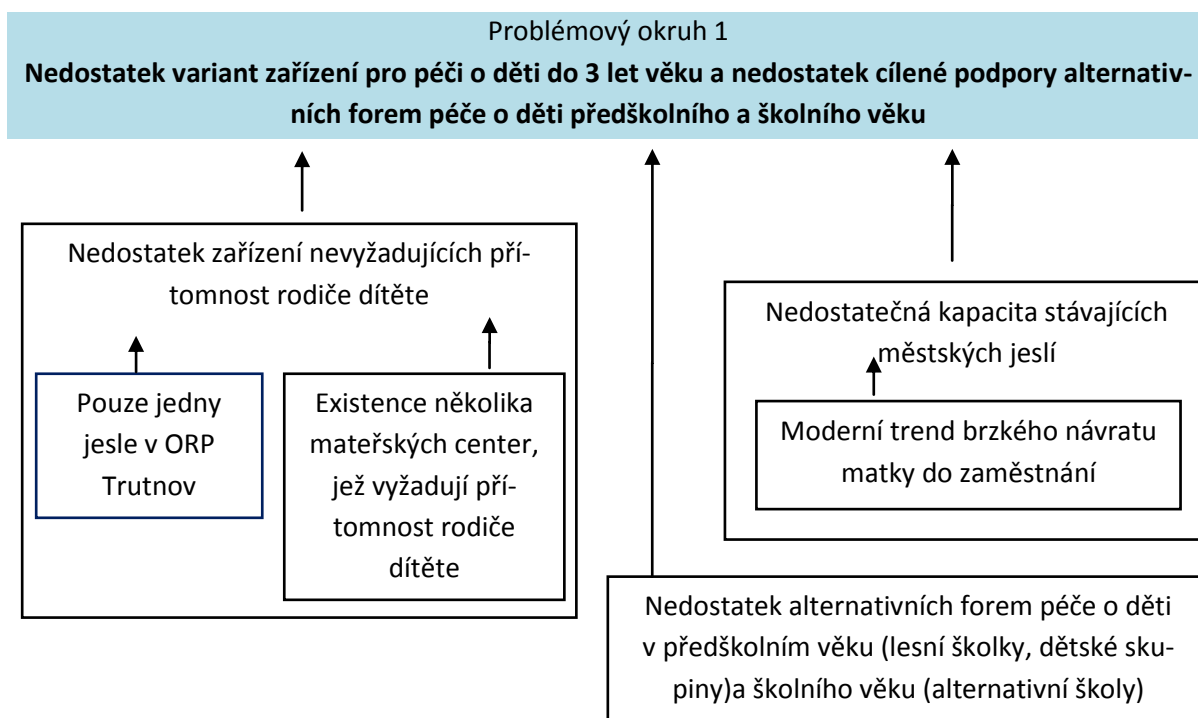 Problémový okruh 1
Nedostatek variant zařízení pro péči o děti do 3 let věku a nedostatek cílené podpory alternativ-
ních forem péče o děti předškolního a školního věku
Nedostatek zařízení nevyžadujících pří-
tomnost rodiče dítěte
Pouze jedny
jesle v ORP
Trutnov
Existence několika
mateřských center,
jež vyžadují pří-
tomnost rodiče
dítěte
Nedostatečná kapacita stávajících
městských jeslí
Moderní trend brzkého návratu
matky do zaměstnání
Nedostatek alternativních forem péče o děti
v předškolním věku (lesní školky, dětské sku-
piny)a školního věku (alternativní školy)